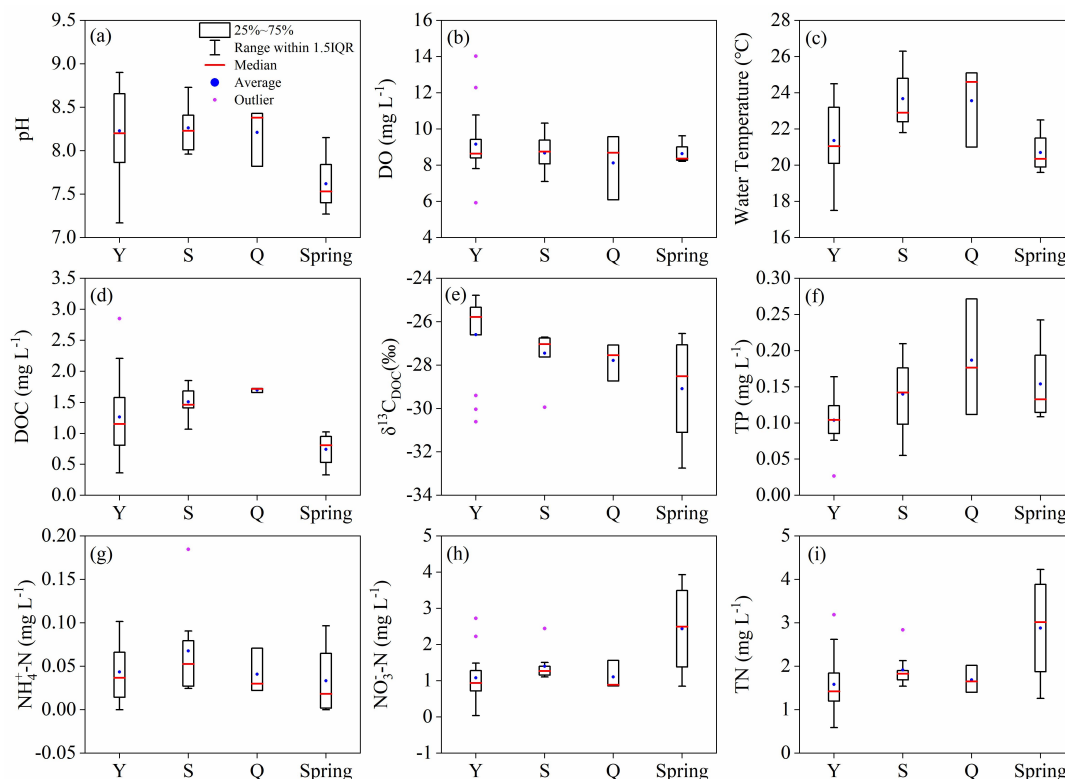 (a)
25%~75%
Range within 1.5IQR
Median
Average
Outlier
pH
9.5
9.0
8.5
8.0
7.5
7.0
Y S Q Spring
(b)
DO (mg L-1)
16
14
12
10
8
6
4
Y S Q Spring
(c)
Water Temperature (°C)
28
26
24
22
20
18
16
Y S Q Spring
(d)
DOC (mg L-1)
3.5
3.0
2.5
2.0
1.5
1.0
0.5
0.0
Y S Q Spring
(e)
δ13CDOC(‰)
-24
-26
-28
-30
-32
-34
Y S Q Spring
(f)
TP (mg L-1)
0.30
0.25
0.20
0.15
0.10
0.05
0.00
Y S Q Spring
(g)
NH4+-N (mg L-1)
0.20
0.15
0.10
0.05
0.00
-0.05
Y S Q Spring
(h)
NO3--N (mg L-1)
5
4
3
2
1
0
-1
Y S Q Spring
(i)
TN (mg L-1)
5
4
3
2
1
0
Y S Q Spring